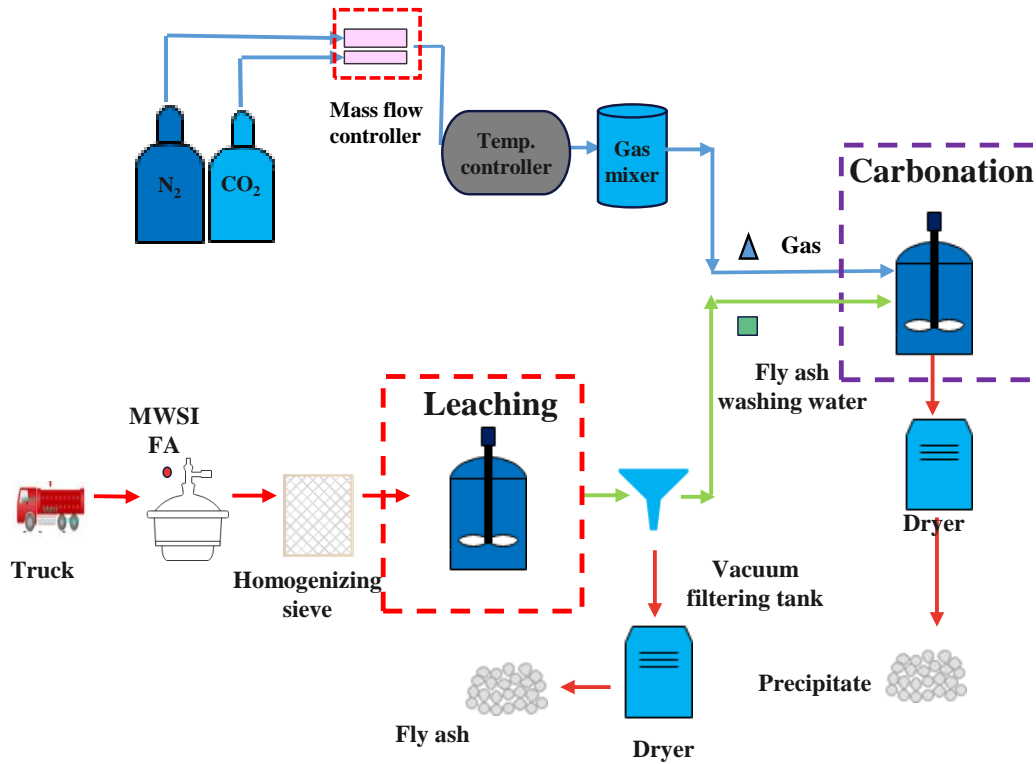 Mass flow
controller
N₂
CO₂
Temp.
controller
Gas
mixer
Carbonation
Gas
Fly ash
washing water
Leaching
MWSI
FA
Truck
Homogenizing
sieve
Vacuum
filtering tank
Dryer
Precipitate
Fly ash
Dryer